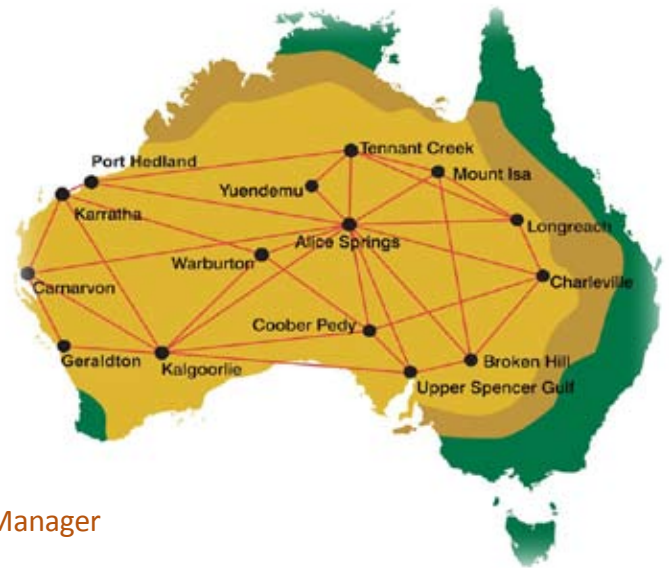 Tennant Creek
Port Hedland
Mount Isa
Yuendemu
Karratha
Longreach
Alice Springs
Warburton
Charleville
Carnarvon
Coober Pedy
Geraldton
Kalgoorlie
Broken Hill
Upper Spencer Gulf
Manager